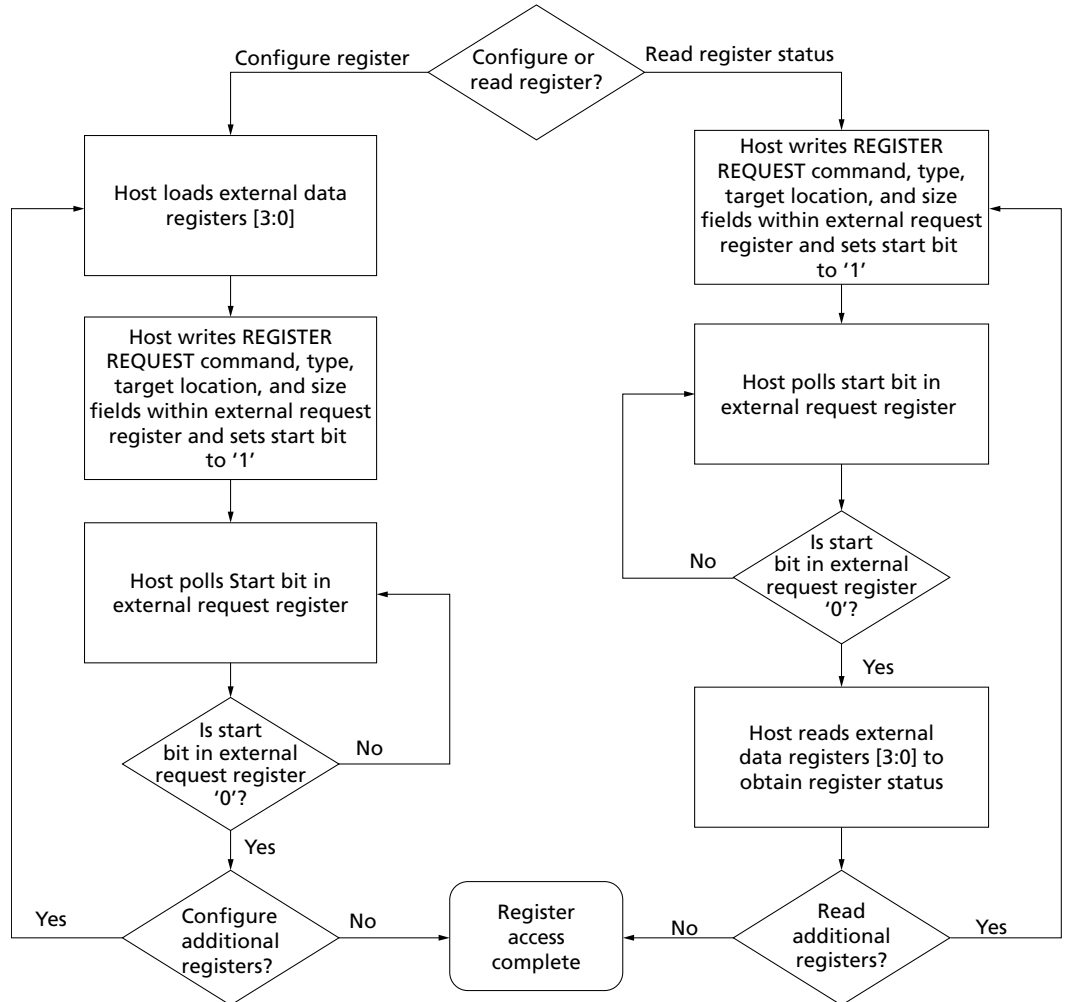 Configure register
Configure or
read register?
Read register status
Host loads external data
registers [3:0]
Host writes REGISTER
REQUEST command, type,
target location, and size
fields within external request
register and sets start bit
to ‘1’
Host polls Start bit in
external request register
Is start
bit in external
request register
‘0’?
No
Yes
Configure
additional
registers?
Yes
No
Host writes REGISTER
REQUEST command, type,
target location, and size
fields within external request
register and sets start bit
to ‘1’
Host polls start bit in
external request register
Is start
bit in external
request register
‘0’?
No
Yes
Host reads external
data registers [3:0] to
obtain register status
Read
additional
registers?
No
Yes
Register
access
complete